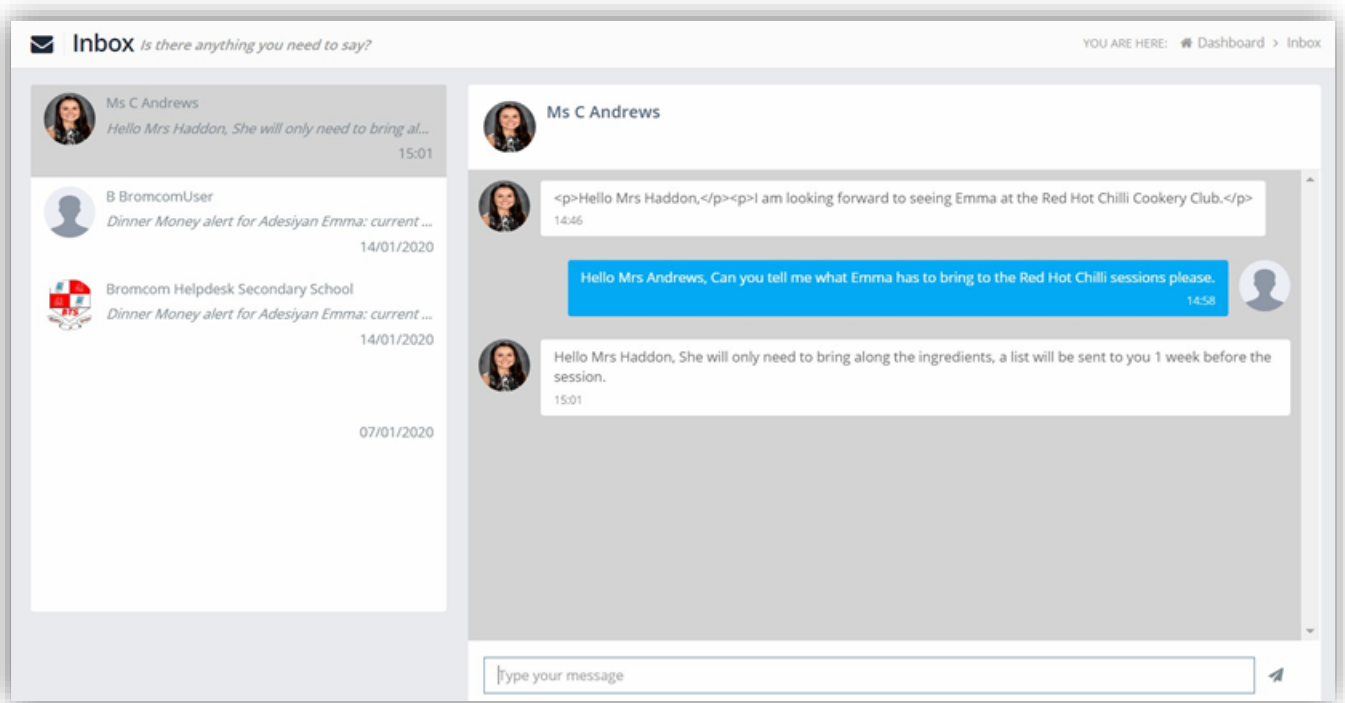 Inbox Is there anything you need to say?
YOU ARE HERE: Dashboard > Inbox
Ms C Andrews
Hello Mrs Haddon, She will only need to bring al...
15:01
B BromcomUser
Dinner Money alert for Adesiyan Emma: current ...
14/01/2020
BTS
Bromcom Helpdesk Secondary School
Dinner Money alert for Adesiyan Emma: current ...
14/01/2020
07/01/2020
Ms C Andrews
<p>Hello Mrs Haddon,</p><p>I am looking forward to seeing Emma at the Red Hot Chilli Cookery Club.</p>
14:46
Hello Mrs Andrews, Can you tell me what Emma has to bring to the Red Hot Chilli sessions please.
14:58
Hello Mrs Haddon, She will only need to bring along the ingredients, a list will be sent to you 1 week before the
session.
15:01
Type your message